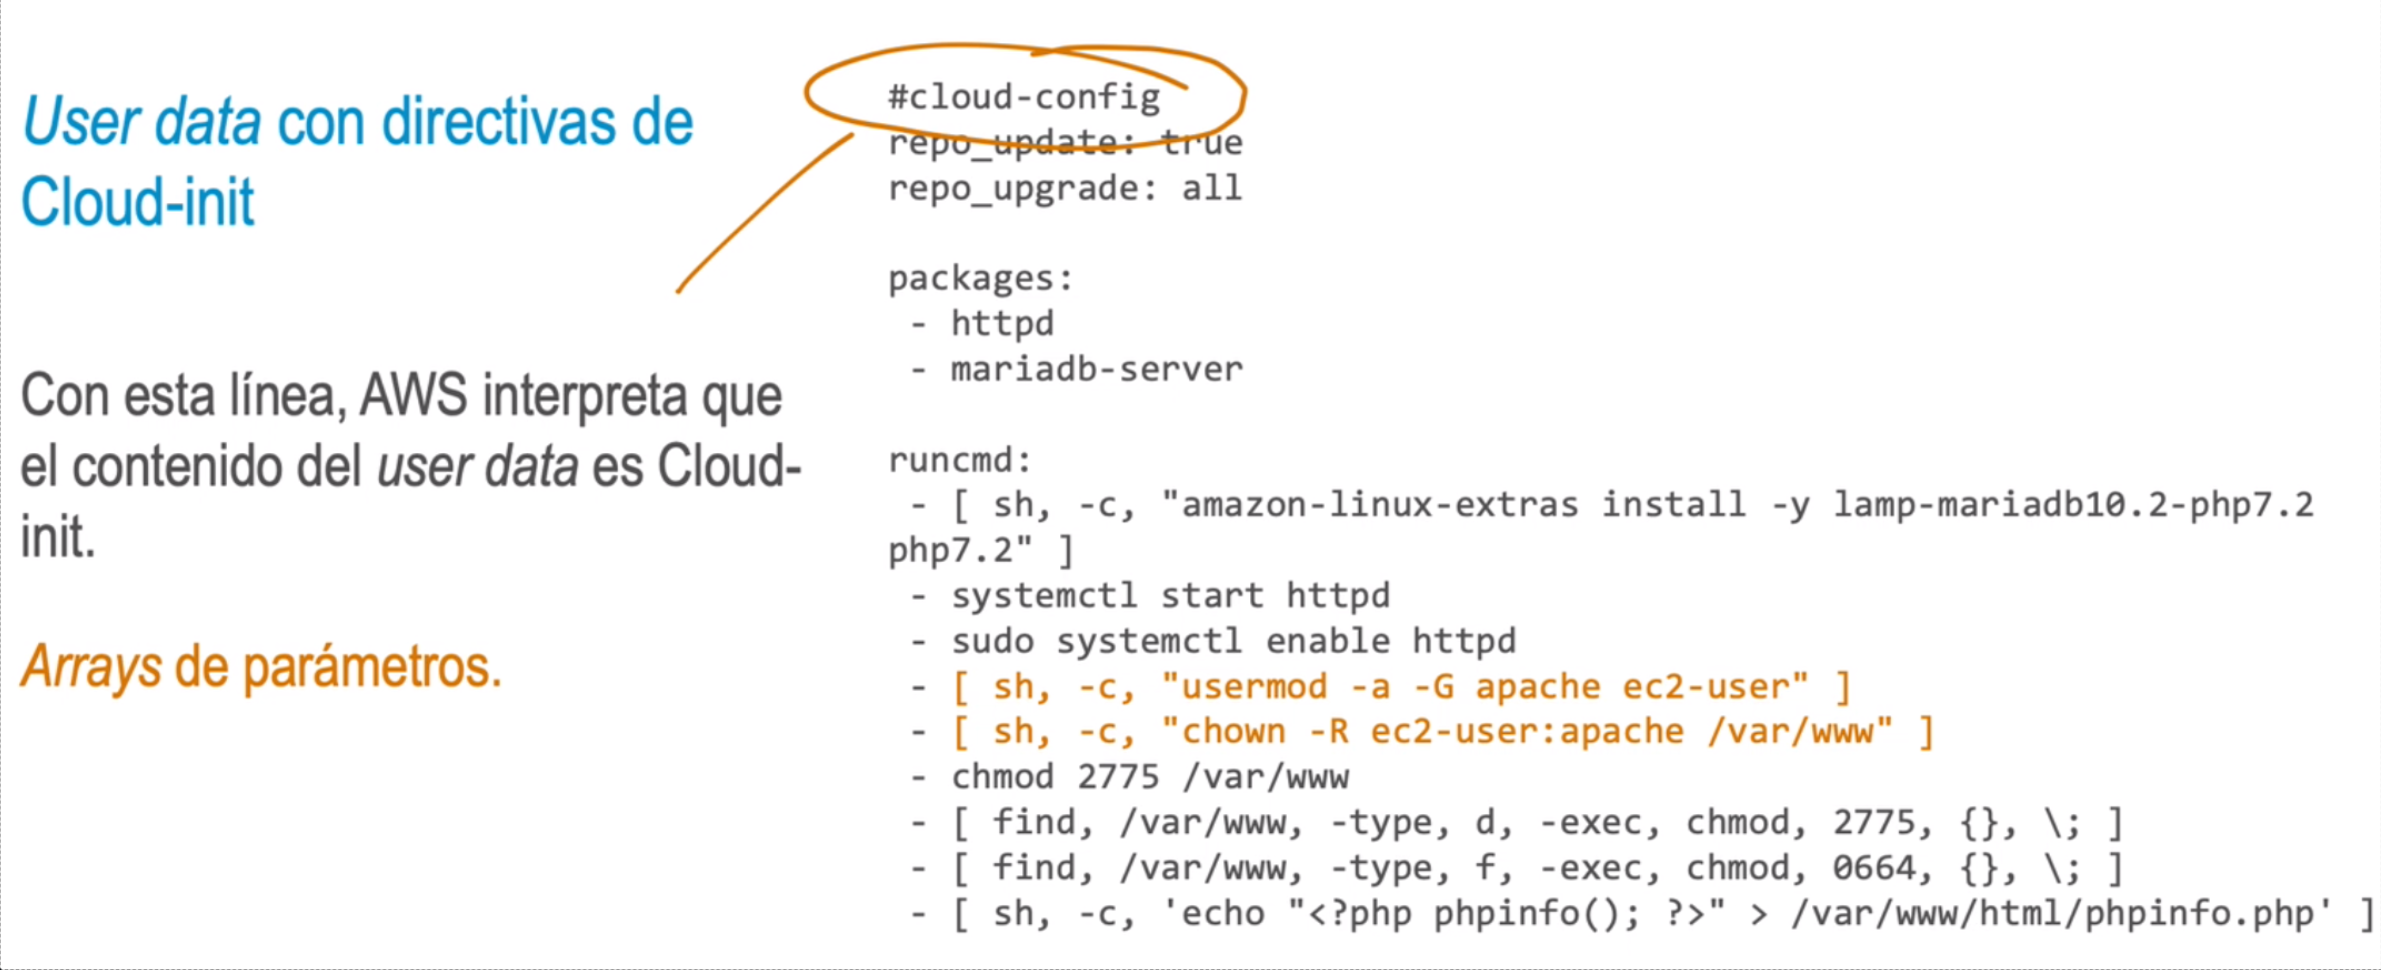 User data con directivas de
Cloud-init
Con esta línea, AWS interpreta que
el contenido del user data es Cloud-
init.
Arrays de parámetros.
#cloud-config
repo_update: true
repo_upgrade: all
packages:
- httpd
- mariadb-server
runcmd:
- [ sh, -c, "amazon-linux-extras install -y lamp-mariadb10.2-php7.2
php7.2" ]
- systemctl start httpd
- sudo systemctl enable httpd
- [ sh, -c, "usermod -a -G apache ec2-user" ]
- [ sh, -c, "chown -R ec2-user:apache /var/www" ]
- chmod 2775 /var/www
- [ find, /var/www, -type, d, -exec, chmod, 2775, {}, \; ]
- [ find, /var/www, -type, f, -exec, chmod, 0664, {}, \; ]
- [ sh, -c, 'echo "<?php phpinfo(); ?>" > /var/www/html/phpinfo.php' ]